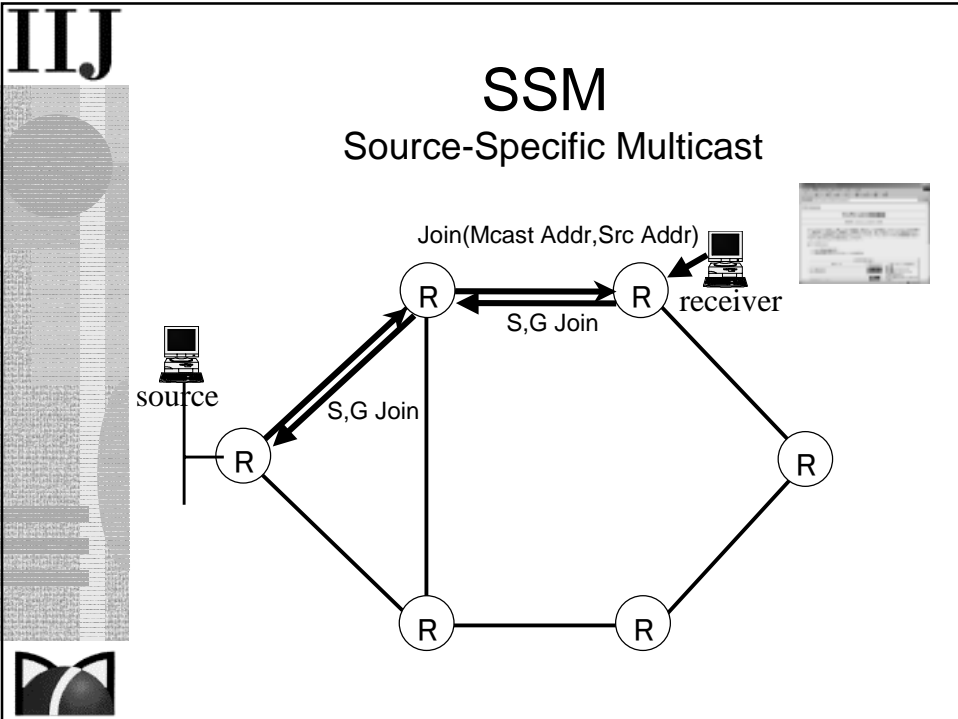 IIJ
SSM
Source-Specific Multicast
Join(Mcast Addr,Src Addr)
R
R
receiver
S,G Join
source
S,G Join
R
R
R
R